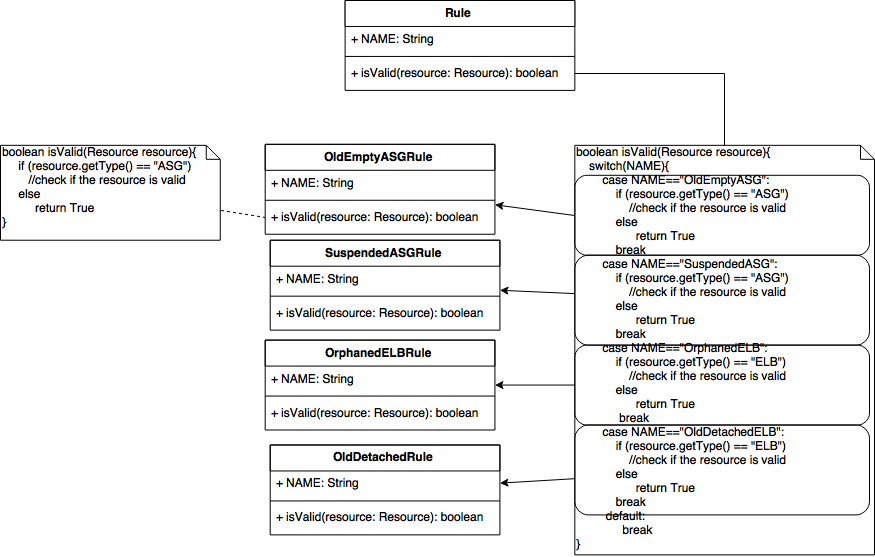 Rule
+ NAME: String
+ isValid(resource: Resource): boolean
boolean isValid(Resource resource){
if (resource.getType() == "ASG")
//check if the resource is valid
else
return True
}
OldEmptyASGRule
+ NAME: String
+ isValid(resource: Resource): boolean
SuspendedASGRule
+ NAME: String
+ isValid(resource: Resource): boolean
OrphanedELBRule
+ NAME: String
+ isValid(resource: Resource): boolean
OldDetachedRule
+ NAME: String
+ isValid(resource: Resource): boolean
boolean isValid(Resource resource){
switch(NAME){
case NAME=="OldEmptyASG":
if (resource.getType() == "ASG")
//check if the resource is valid
else
return True
break
case NAME=="SuspendedASG":
if (resource.getType() == "ASG")
//check if the resource is valid
else
return True
break
case NAME=="OrphanedELB":
if (resource.getType() == "ELB")
//check if the resource is valid
else
return True
break
case NAME=="OldDetachedELB":
if (resource.getType() == "ELB")
//check if the resource is valid
else
return True
break
default:
break
}